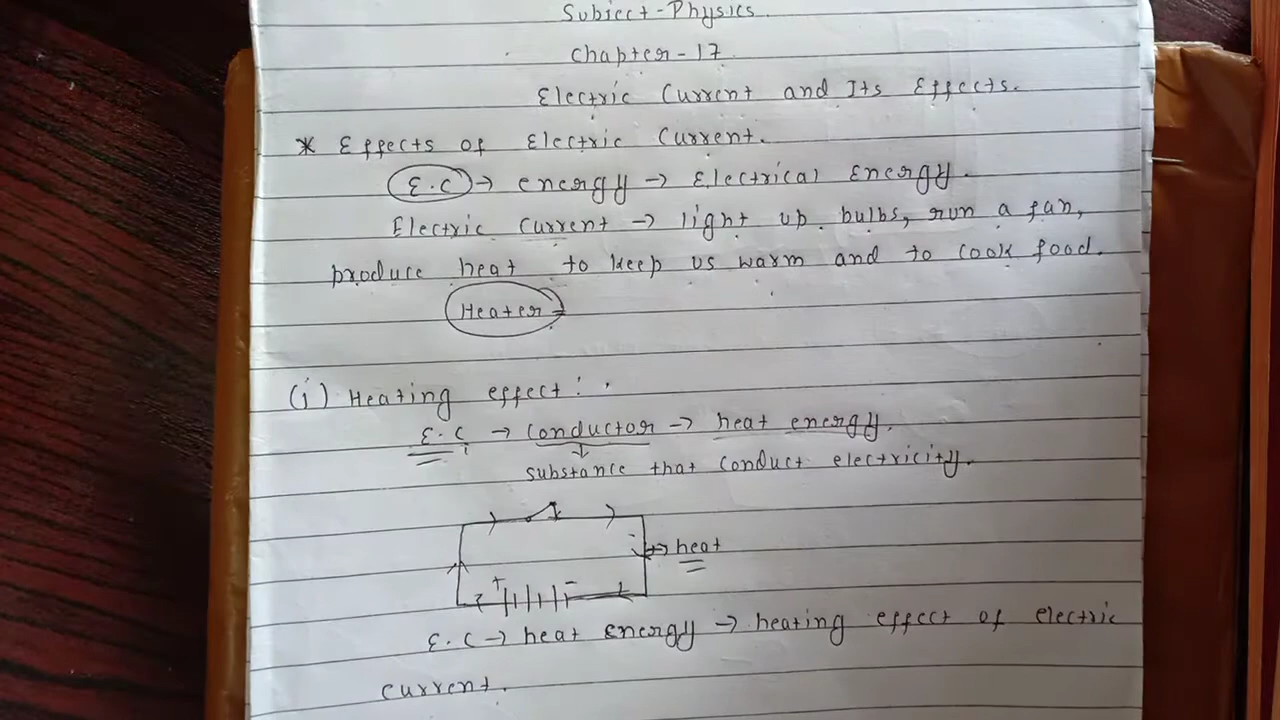 Subject-Physics
Chapter-17
Electric Current and Its Effects.
* Effects of Electric Current.
E.C → energy → Electrical Energy.
Electric Current → light up bulbs, run a fan,
produce heat to keep us warm and to cook food.
Heater →
(i) Heating effect:
E.C → Conductor → heat energy.
↓
substance that conduct electricity.
→ heat
+ -
E.C → heat energy → heating effect of electric
current.